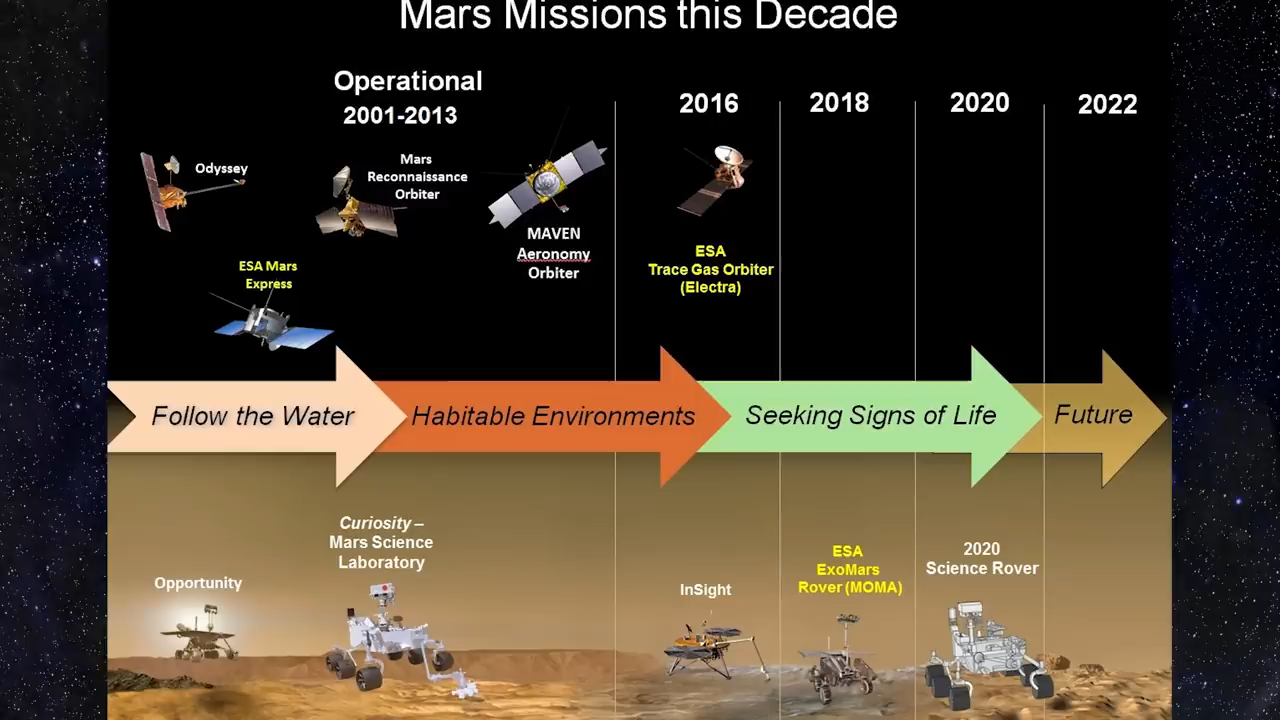 Mars Missions this Decade
Operational
2001-2013
2016
2018
2020
2022
Odyssey
Mars
Reconnaissance
Orbiter
MAVEN
Aeronomy
Orbiter
ESA Mars
Express
ESA
Trace Gas Orbiter
(Electra)
Follow the Water
Habitable Environments
Seeking Signs of Life
Future
Opportunity
Curiosity –
Mars Science
Laboratory
InSight
ESA
ExoMars
Rover (MOMA)
2020
Science Rover